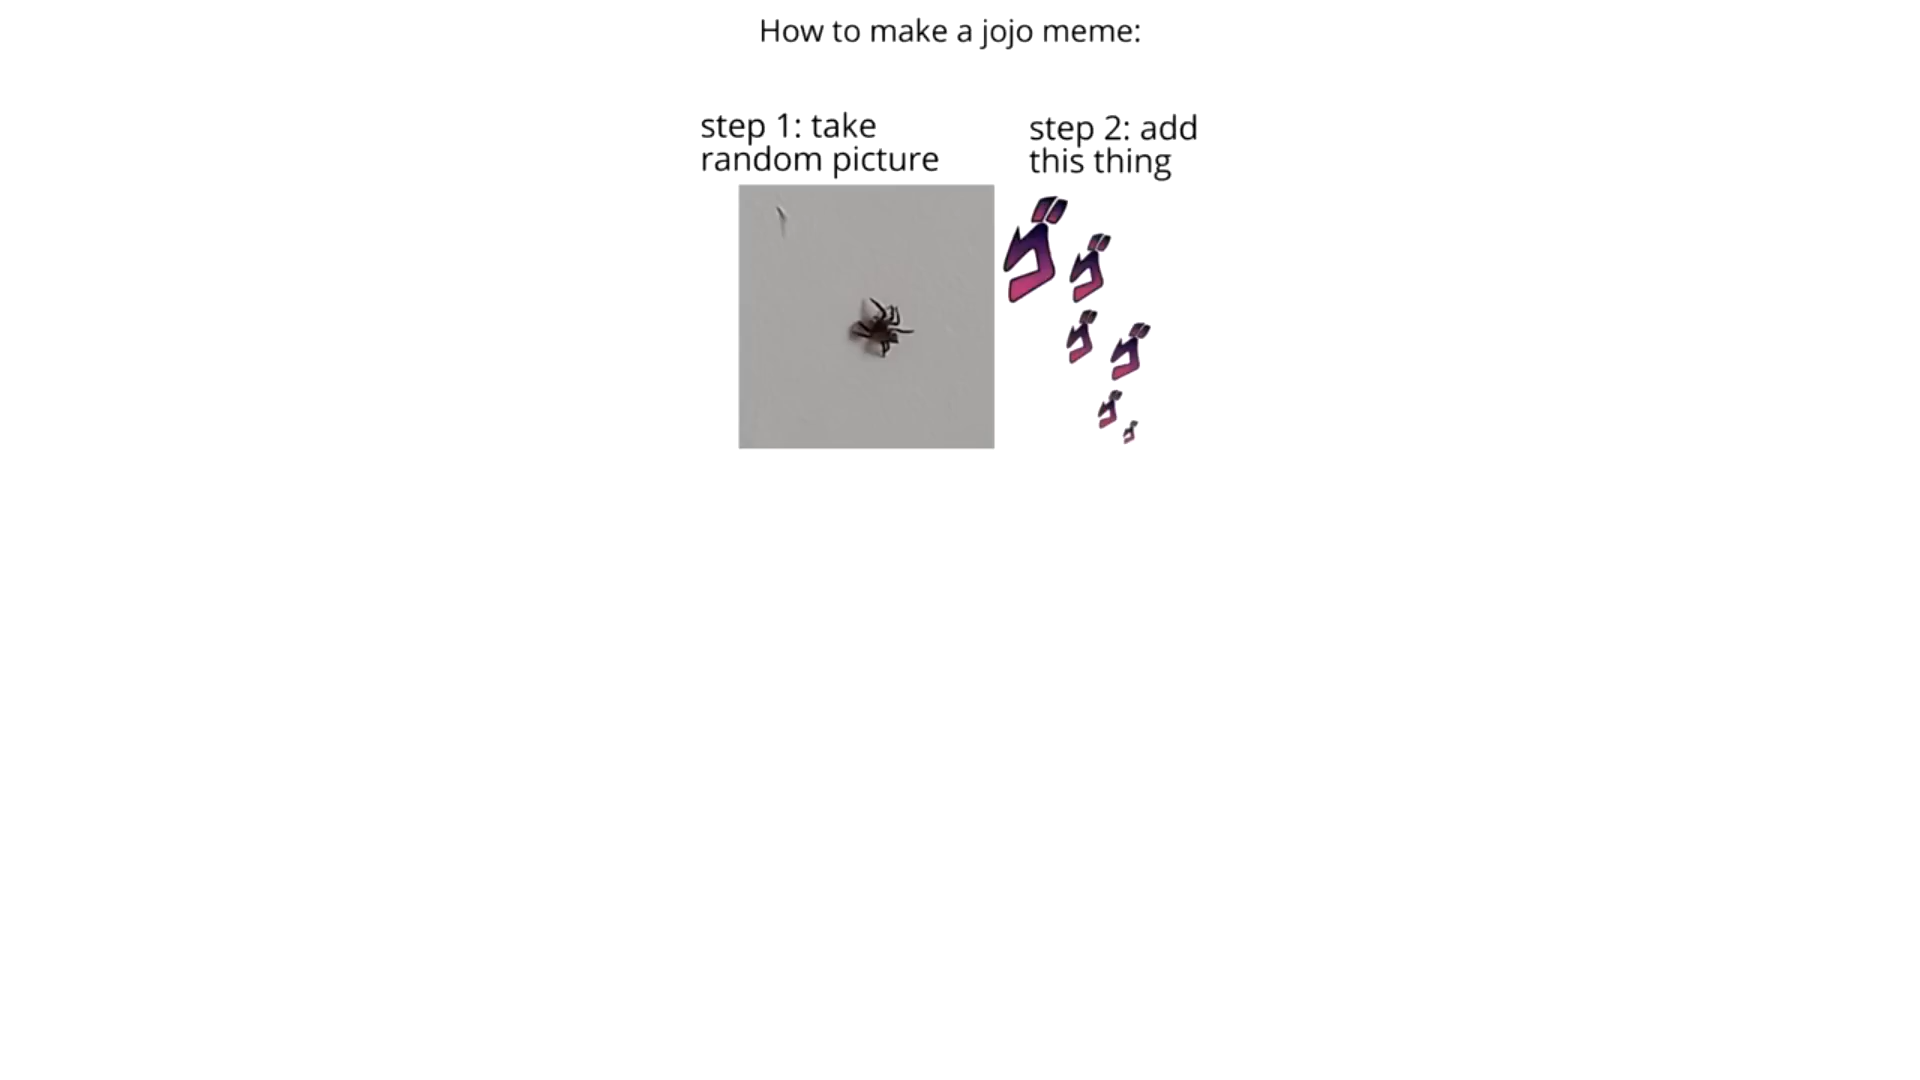 How to make a jojo meme:
step 1: take
random picture
step 2: add
this thing
ゴ ゴ
ゴ ゴ
ゴ
ゴ